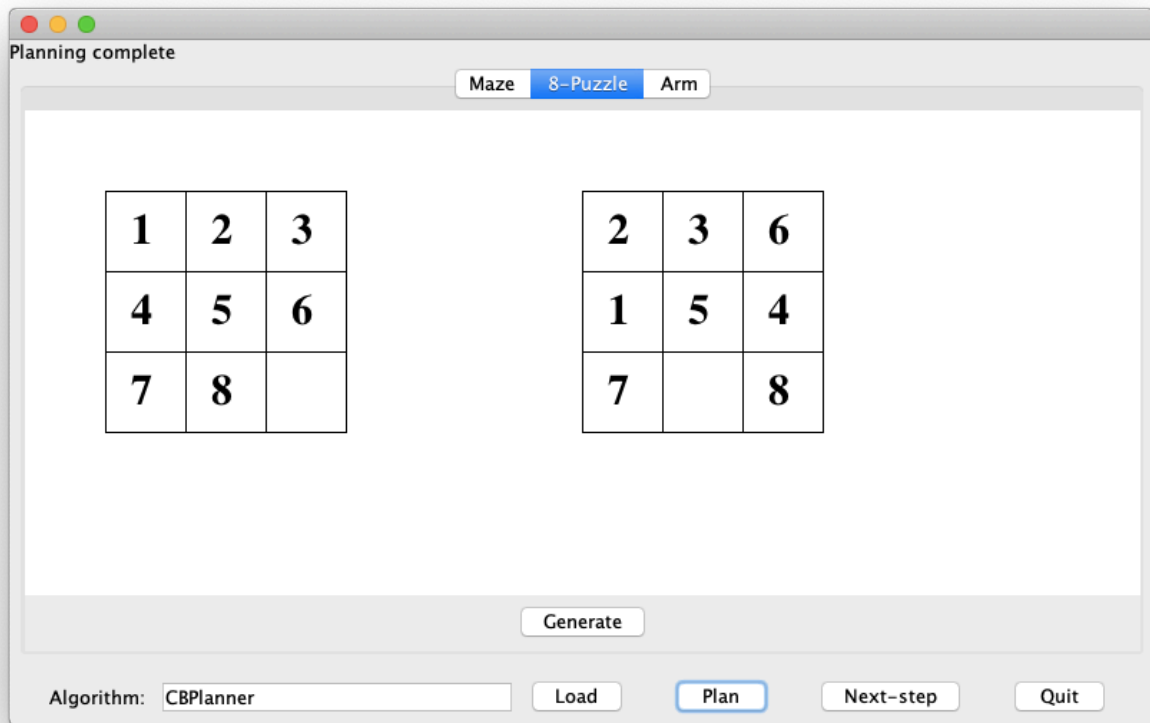 Planning complete
Maze 8-Puzzle Arm
1 2 3 2 3 6
4 5 6 1 5 4
7 8 7 8
Generate
Algorithm: CBPlanner Load Plan Next-step Quit